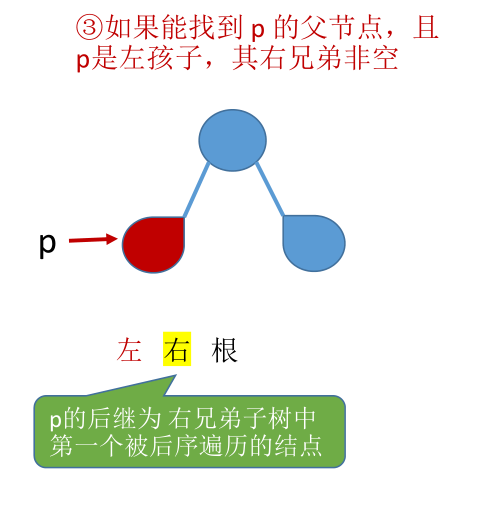 ③如果能找到 p 的父节点，且
p是左孩子，其右兄弟非空
p
左 右 根
p的后继为 右兄弟子树中
第一个被后序遍历的结点